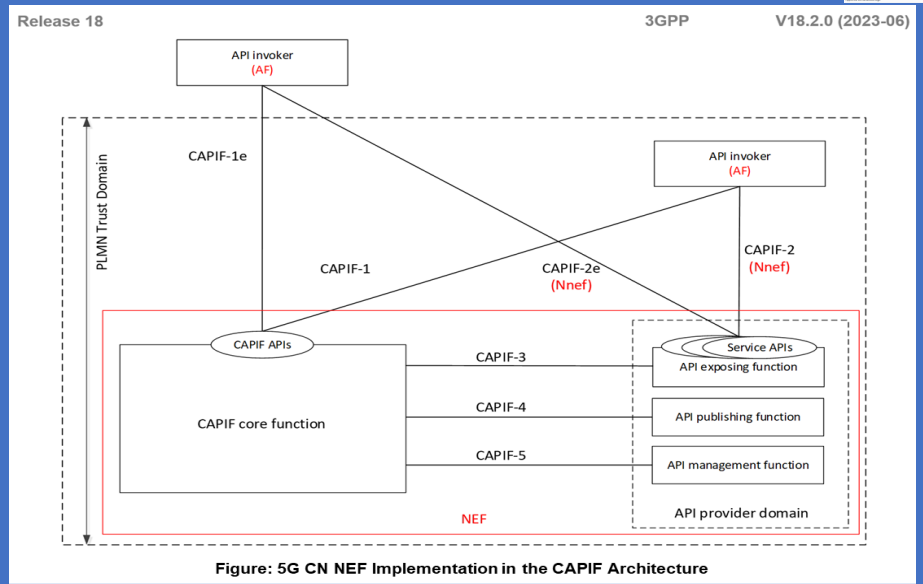 Release 18 3GPP V18.2.0 (2023-06)
API invoker
(AF)
PLMN Trust Domain
CAPIF-1e
API invoker
(AF)
CAPIF-1
CAPIF-2e
(Nnef)
CAPIF-2
(Nnef)
CAPIF APIs
Service APIs
CAPIF core function
CAPIF-3
API exposing function
CAPIF-4
API publishing function
CAPIF-5
API management function
API provider domain
NEF
Figure: 5G CN NEF Implementation in the CAPIF Architecture